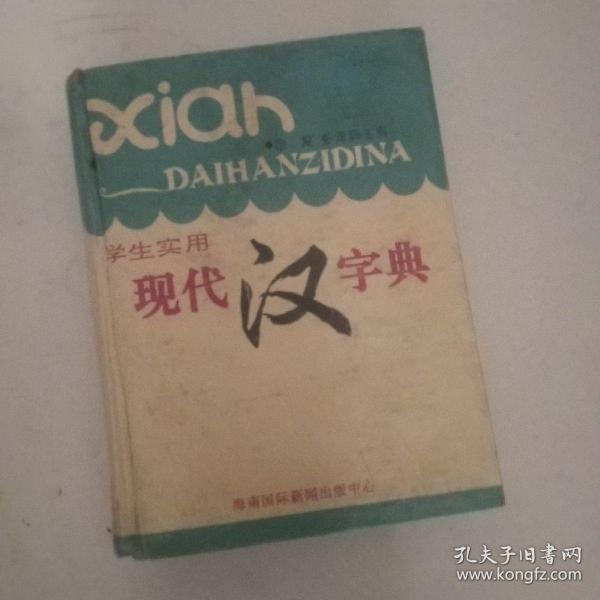 xian
DAIHANZIDINA
学生实用
现代汉字典
海南国际新闻出版中心
孔夫子旧书网
www.kongfz.com